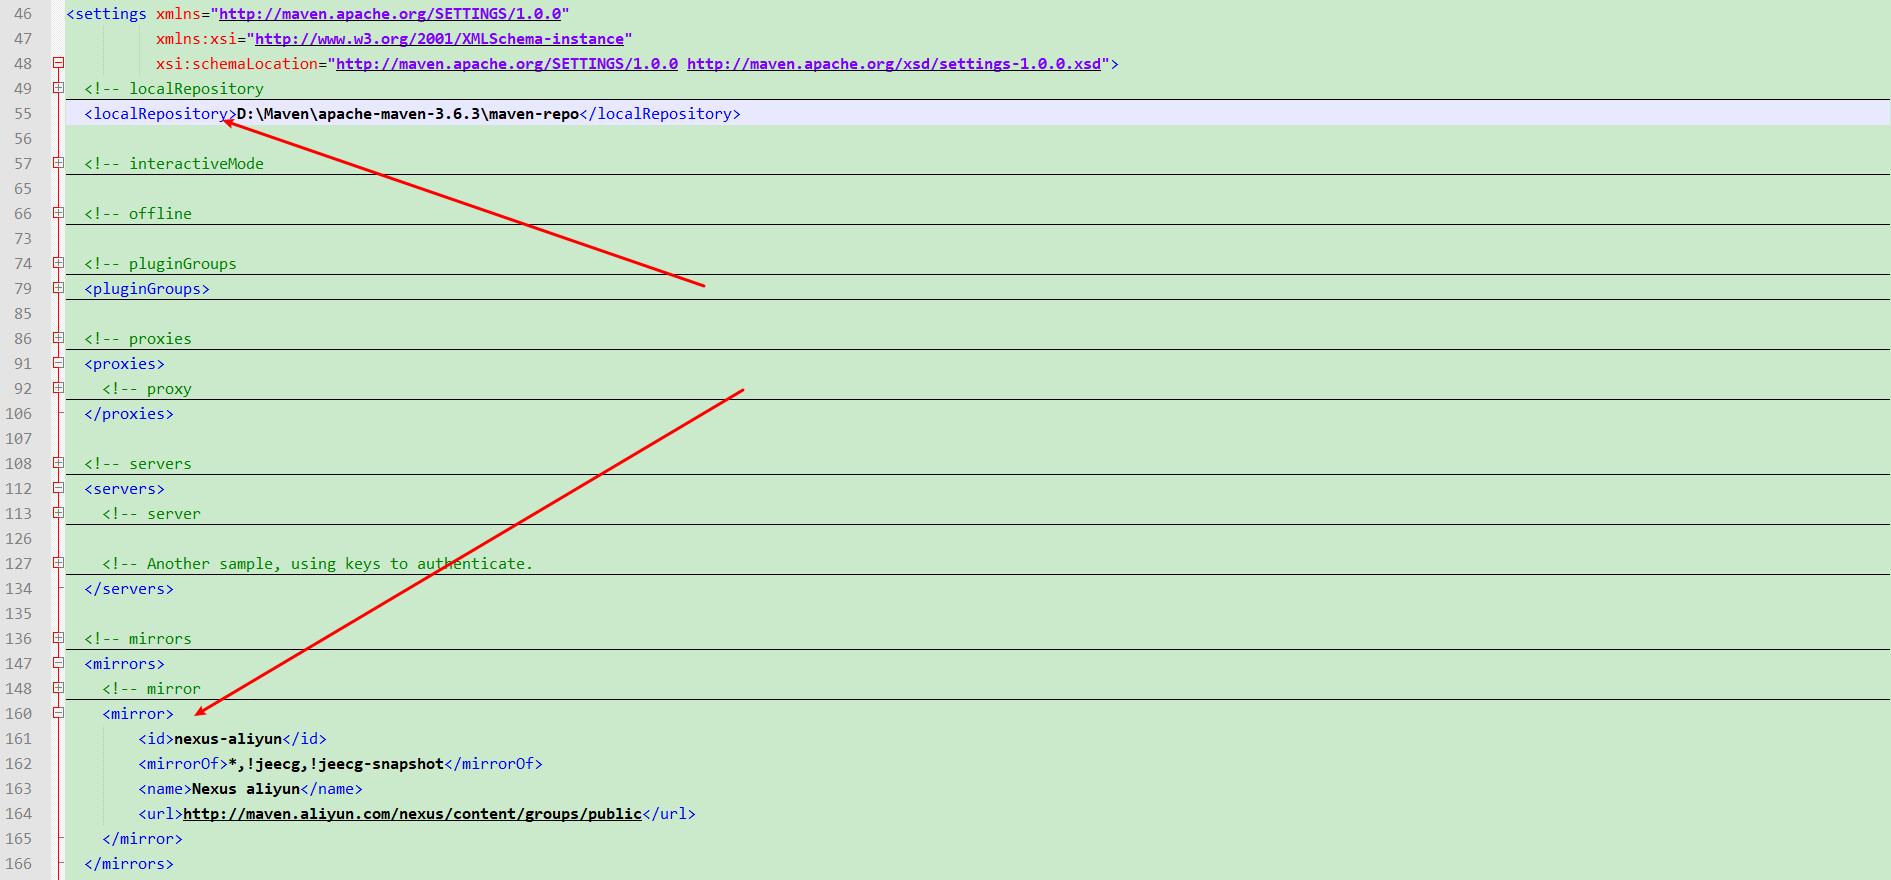 46 <settings xmlns="http://maven.apache.org/SETTINGS/1.0.0"
47 xmlns:xsi="http://www.w3.org/2001/XMLSchema-instance"
48 xsi:schemaLocation="http://maven.apache.org/SETTINGS/1.0.0 http://maven.apache.org/xsd/settings-1.0.0.xsd">
49 <!-- localRepository
55 <localRepository>D:\Maven\apache-maven-3.6.3\maven-repo</localRepository>
56
57 <!-- interactiveMode
65
66 <!-- offline
73
74 <!-- pluginGroups
79 <pluginGroups>
85
86 <!-- proxies
91 <proxies>
92 <!-- proxy
106 </proxies>
107
108 <!-- servers
112 <servers>
113 <!-- server
126
127 <!-- Another sample, using keys to authenticate.
134 </servers>
135
136 <!-- mirrors
147 <mirrors>
148 <!-- mirror
160 <mirror>
161 <id>nexus-aliyun</id>
162 <mirrorOf>*,!jeecg,!jeecg-snapshot</mirrorOf>
163 <name>Nexus aliyun</name>
164 <url>http://maven.aliyun.com/nexus/content/groups/public</url>
165 </mirror>
166 </mirrors>